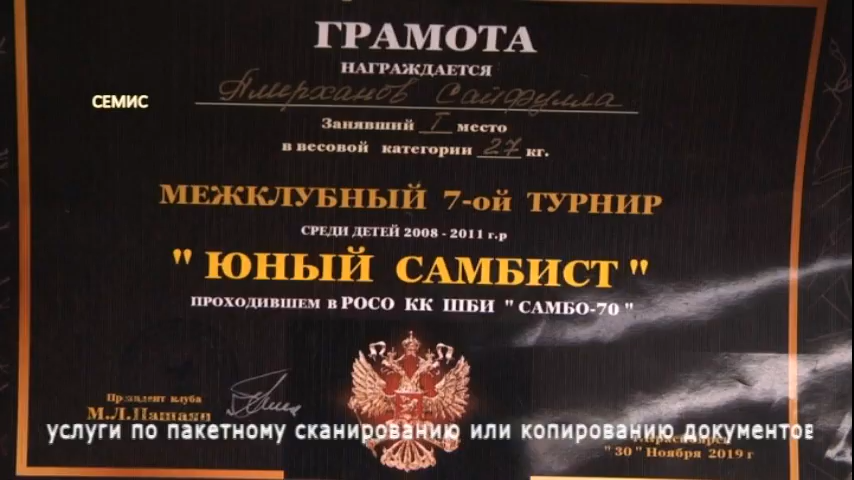 ГРАМОТА
НАГРАЖДАЕТСЯ
СЕМИС
Амирханов Сайфулла
Занявший I место
в весовой категории 27 кг.
МЕЖКЛУБНЫЙ 7-ой ТУРНИР
СРЕДИ ДЕТЕЙ 2008 - 2011 г.р
" ЮНЫЙ САМБИСТ "
ПРОХОДИВШЕМ в РОСО КК ШБИ " САМБО-70 "
Президент клуба
М.Л.
услуги по пакетному сканированию или копированию документов
г.Красноярск
" 30 " Ноября 2019 г